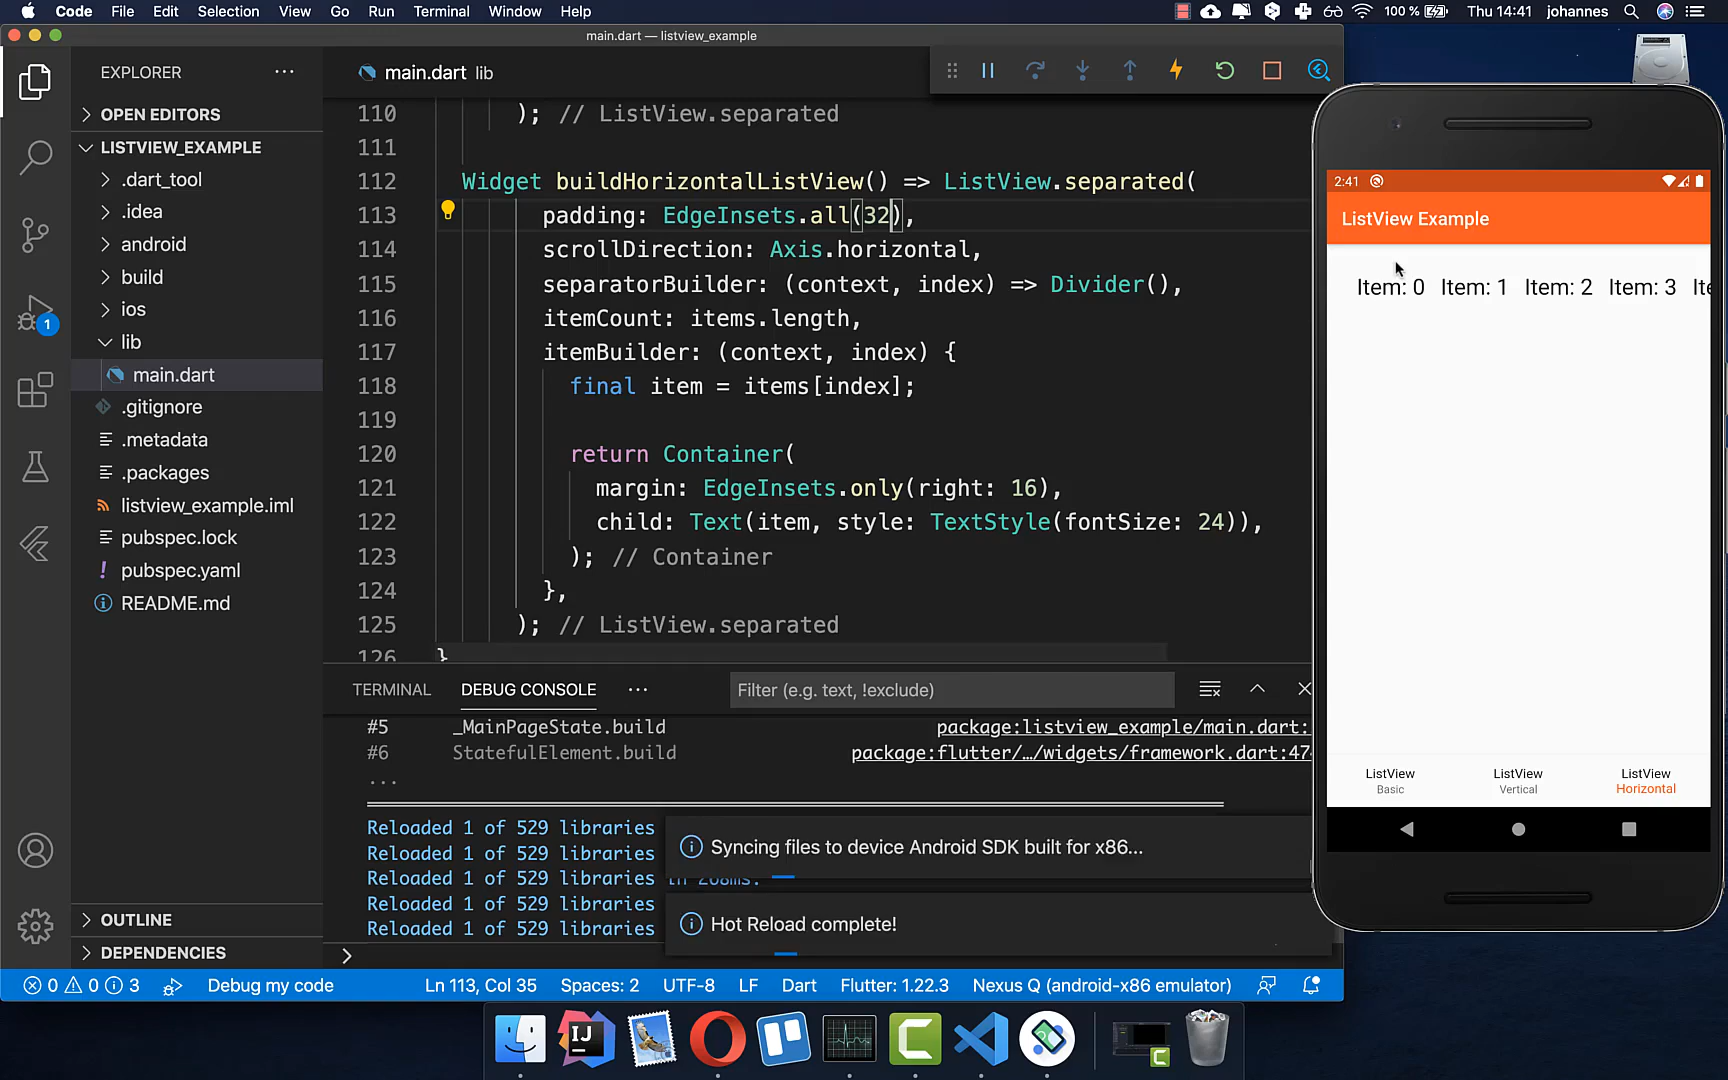 Code File Edit Selection View Go Run Terminal Window Help 100 % Thu 14:41 johannes
main.dart — listview_example
EXPLORER ···
OPEN EDITORS
LISTVIEW_EXAMPLE
.dart_tool
.idea
android
build
ios
lib
main.dart
.gitignore
.metadata
.packages
listview_example.iml
pubspec.lock
! pubspec.yaml
README.md
OUTLINE
DEPENDENCIES
1
main.dart lib
110 ); // ListView.separated
111
112 Widget buildHorizontalListView() => ListView.separated(
113 padding: EdgeInsets.all(32),
114 scrollDirection: Axis.horizontal,
115 separatorBuilder: (context, index) => Divider(),
116 itemCount: items.length,
117 itemBuilder: (context, index) {
118 final item = items[index];
119
120 return Container(
121 margin: EdgeInsets.only(right: 16),
122 child: Text(item, style: TextStyle(fontSize: 24)),
123 ); // Container
124 },
125 ); // ListView.separated
126 }
TERMINAL DEBUG CONSOLE ··· Filter (e.g. text, !exclude)
#5 _MainPageState.build package:listview_example/main.dart:
#6 StatefulElement.build package:flutter/…/widgets/framework.dart:47
...
Reloaded 1 of 529 libraries
Reloaded 1 of 529 libraries
Reloaded 1 of 529 libraries in 268ms.
Reloaded 1 of 529 libraries
Reloaded 1 of 529 libraries
Syncing files to device Android SDK built for x86...
Hot Reload complete!
0 0 3 Debug my code Ln 113, Col 35 Spaces: 2 UTF-8 LF Dart Flutter: 1.22.3 Nexus Q (android-x86 emulator)
2:41
ListView Example
Item: 0 Item: 1 Item: 2 Item: 3 Ite
ListView ListView ListView
Basic Vertical Horizontal
IJ
C
C